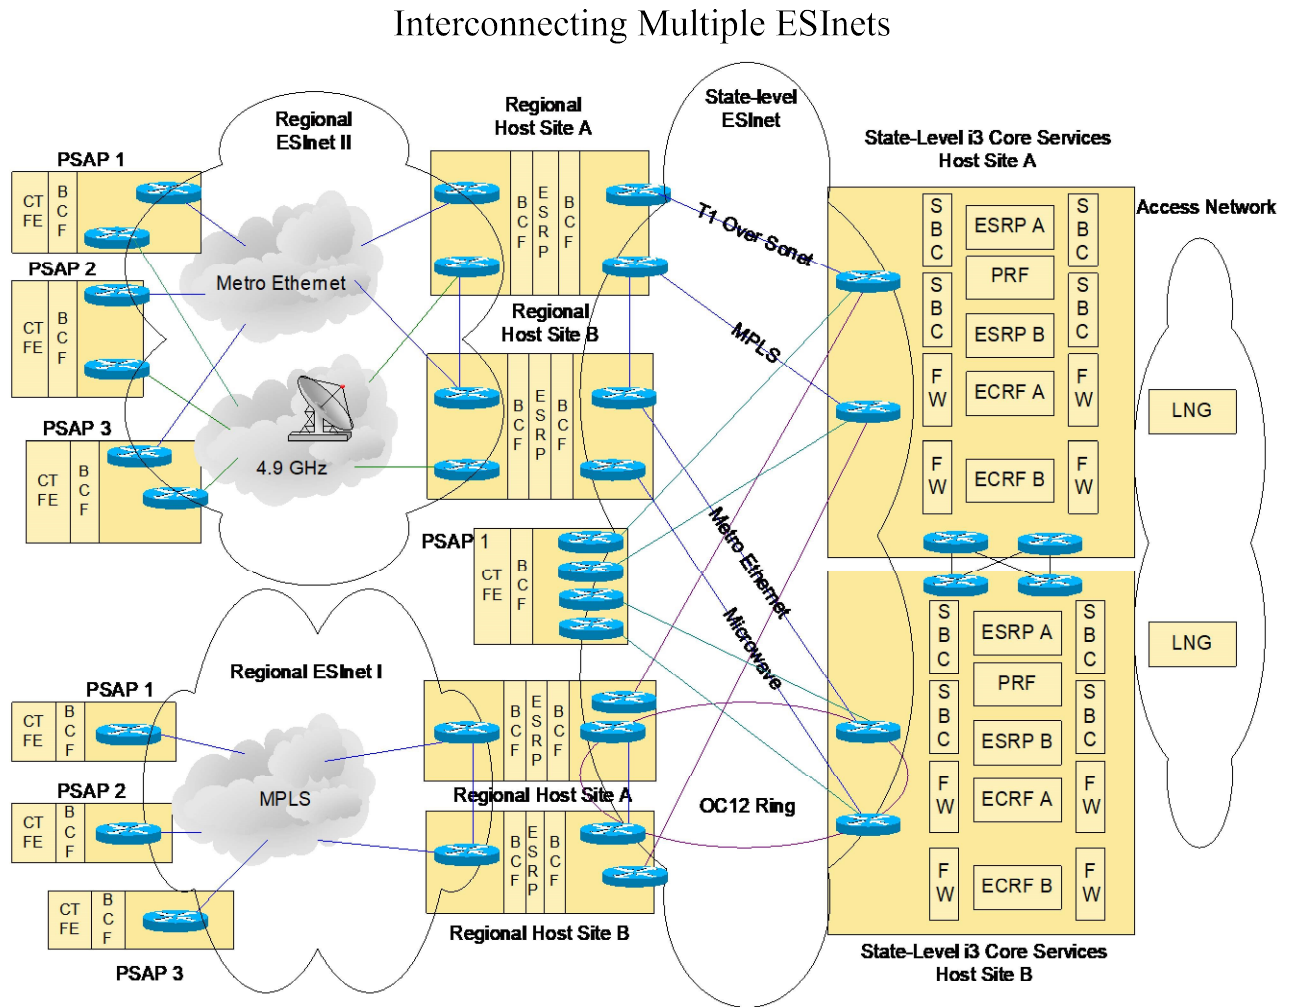 Interconnecting Multiple ESInets
Regional
ESInet II
PSAP 1
CT
FE
B
C
F
PSAP 2
CT
FE
B
C
F
PSAP 3
CT
FE
B
C
F
Metro Ethernet
4.9 GHz
Regional
Host Site A
B
C
F
E
S
R
P
B
C
F
Regional
Host Site B
B
C
F
E
S
R
P
B
C
F
State-level
ESInet
T1 Over Sonet
MPLS
Metro Ethernet
Microwave
OC12 Ring
PSAP 1
CT
FE
B
C
F
Regional ESInet I
PSAP 1
CT
FE
B
C
F
PSAP 2
CT
FE
B
C
F
PSAP 3
CT
FE
B
C
F
MPLS
B
C
F
E
S
R
P
B
C
F
Regional Host Site A
B
C
F
E
S
R
P
B
C
F
Regional Host Site B
State-Level i3 Core Services
Host Site A
S
B
C
S
B
C
F
W
F
W
ESRP A
PRF
ESRP B
ECRF A
ECRF B
S
B
C
S
B
C
F
W
F
W
S
B
C
S
B
C
F
W
F
W
ESRP A
PRF
ESRP B
ECRF A
ECRF B
S
B
C
S
B
C
F
W
F
W
State-Level i3 Core Services
Host Site B
Access Network
LNG
LNG